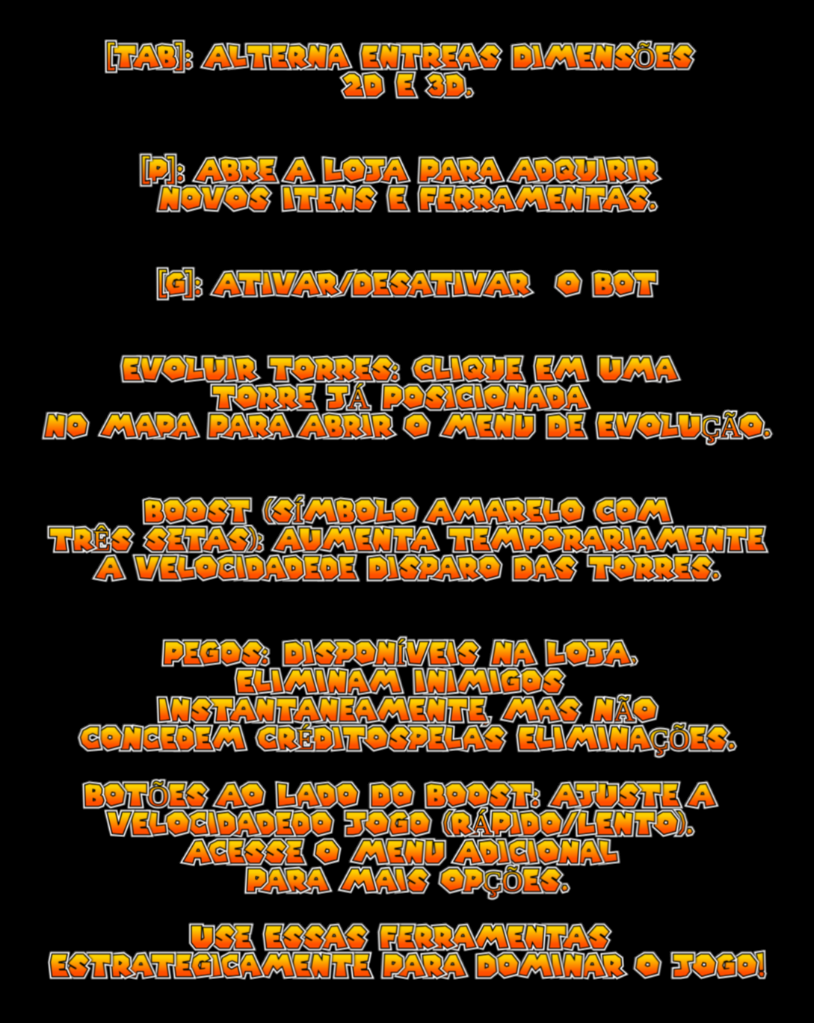 [TAB]: ALTERNA ENTREAS DIMENSÕES
2D E 3D.
[P]: ABRE A LOJA PARA ADQUIRIR
NOVOS ITENS E FERRAMENTAS.
[G]: ATIVAR/DESATIVAR O BOT
EVOLUIR TORRES: CLIQUE EM UMA
TORRE JÁ POSICIONADA
NO MAPA PARA ABRIR O MENU DE EVOLUÇÃO.
BOOST (SÍMBOLO AMARELO COM
TRÊS SETAS): AUMENTA TEMPORARIAMENTE
A VELOCIDADEDE DISPARO DAS TORRES.
PEGOS: DISPONÍVEIS NA LOJA,
ELIMINAM INIMIGOS
INSTANTANEAMENTE, MAS NÃO
CONCEDEM CRÉDITOSPELAS ELIMINAÇÕES.
BOTÕES AO LADO DO BOOST: AJUSTE A
VELOCIDADEDO JOGO (RÁPIDO/LENTO).
ACESSE O MENU ADICIONAL
PARA MAIS OPÇÕES.
USE ESSAS FERRAMENTAS
ESTRATEGICAMENTE PARA DOMINAR O JOGO!